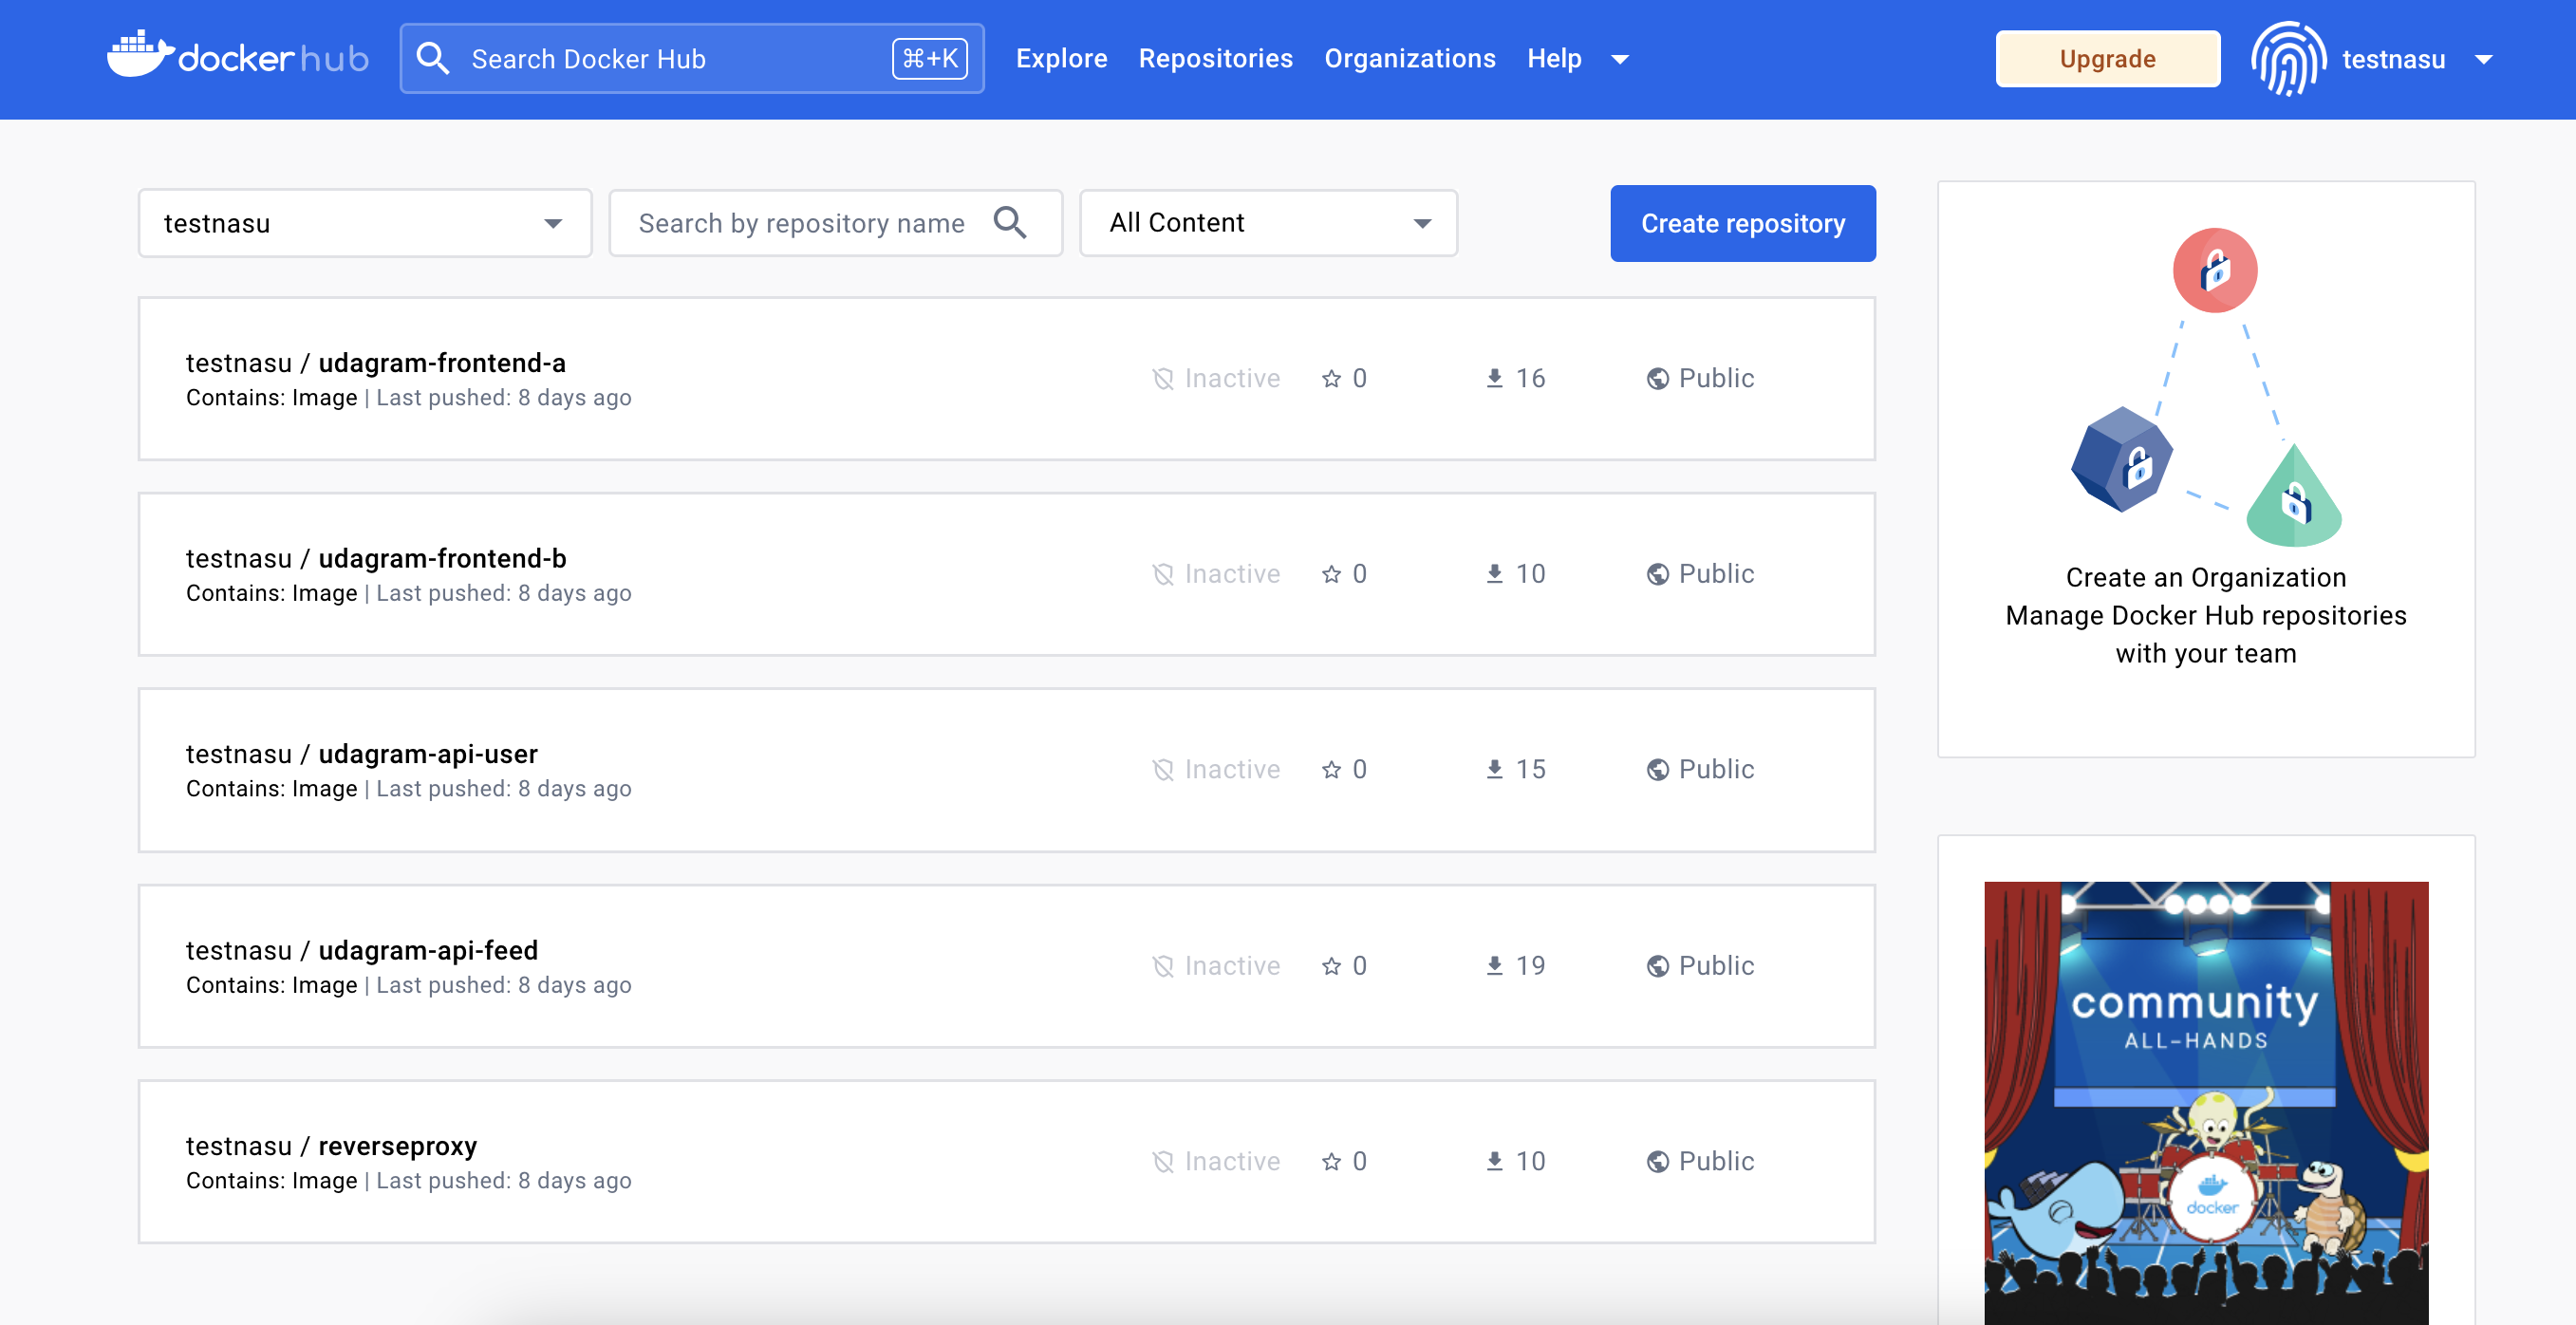 docker hub
Search Docker Hub
⌘+K
Explore
Repositories
Organizations
Help
Upgrade
testnasu
testnasu
Search by repository name
All Content
Create repository
testnasu / udagram-frontend-a
Contains: Image | Last pushed: 8 days ago
Inactive
0
16
Public
testnasu / udagram-frontend-b
Contains: Image | Last pushed: 8 days ago
Inactive
0
10
Public
testnasu / udagram-api-user
Contains: Image | Last pushed: 8 days ago
Inactive
0
15
Public
testnasu / udagram-api-feed
Contains: Image | Last pushed: 8 days ago
Inactive
0
19
Public
testnasu / reverseproxy
Contains: Image | Last pushed: 8 days ago
Inactive
0
10
Public
Create an Organization
Manage Docker Hub repositories
with your team
community
ALL-HANDS
docker